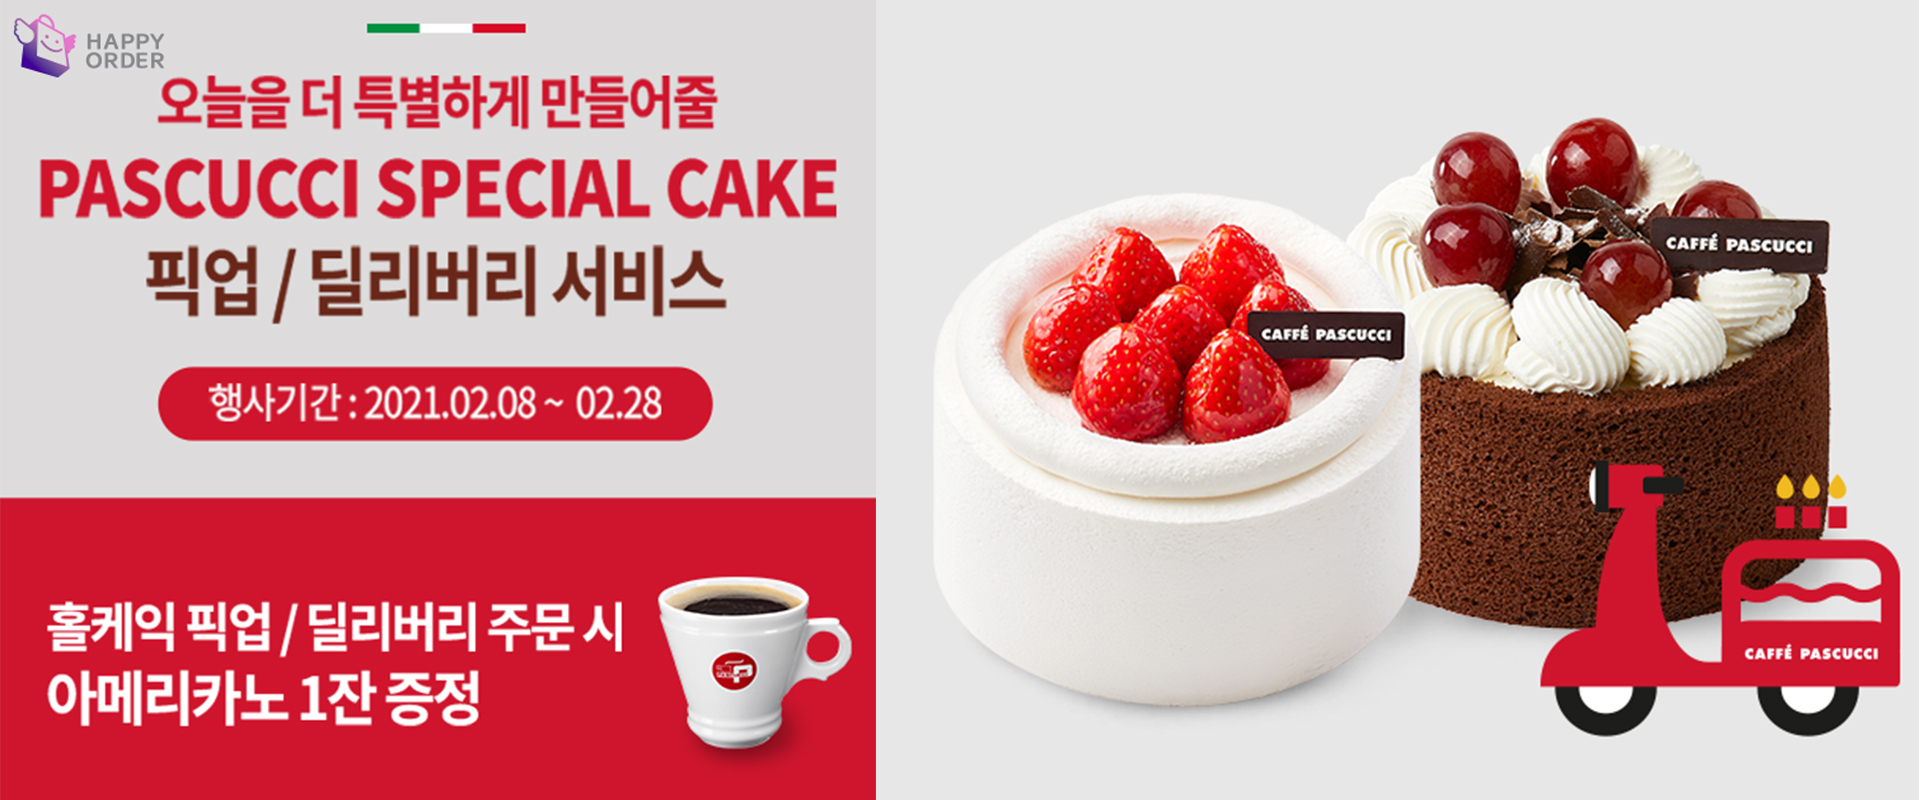 HAPPY
ORDER
오늘을 더 특별하게 만들어줄
PASCUCCI SPECIAL CAKE
픽업 / 딜리버리 서비스
행사기간 : 2021.02.08 ~ 02.28
홀케익 픽업 / 딜리버리 주문 시
아메리카노 1잔 증정
CAFFÉ PASCUCCI
CAFFÉ PASCUCCI
CAFFÉ PASCUCCI